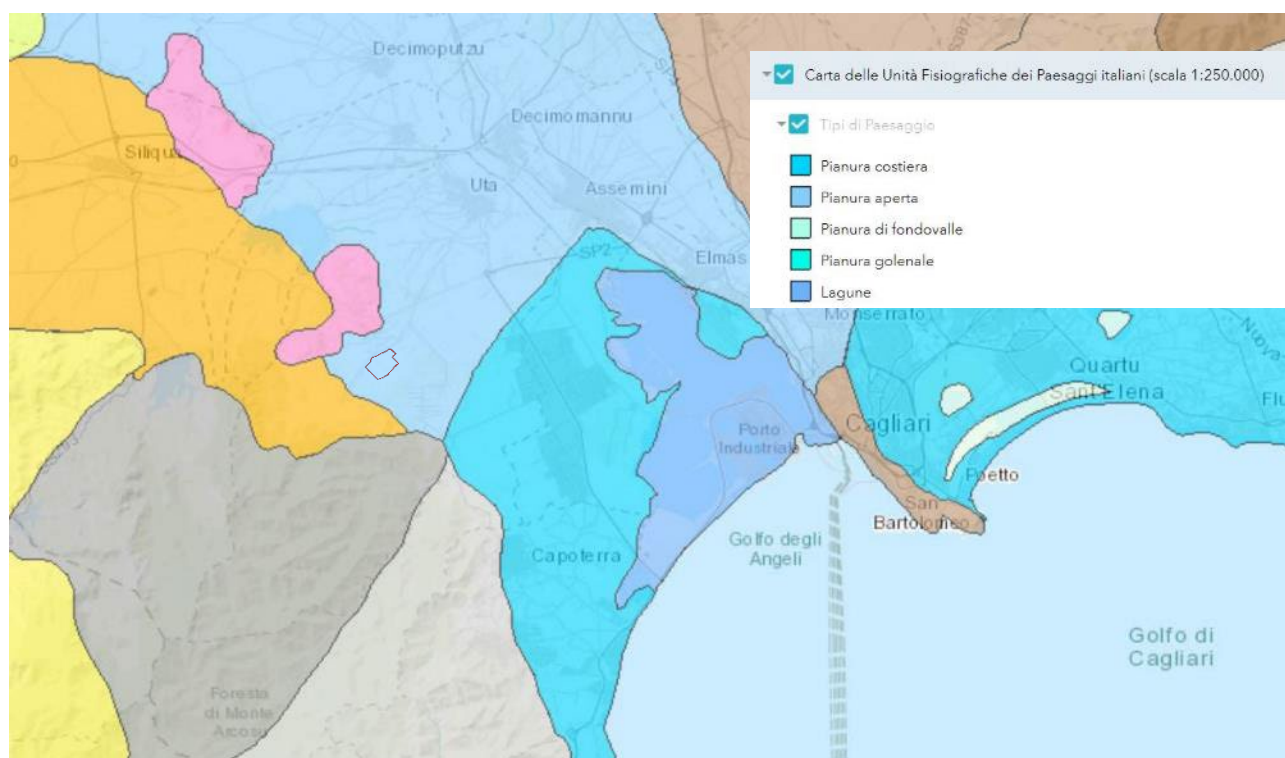 Decimoputzu
Carta delle Unità Fisiografiche dei Paesaggi italiani (scala 1:250.000)
Tipi di Paesaggio
Pianura costiera
Pianura aperta
Pianura di fondovalle
Pianura golenale
Lagune
Decimomannu
Siliqua
Uta
Assemini
SP2
Elmas
Monserrato
Nuova
Quartu
Sant'Elena
Flu
Cagliari
Porto
Industriale
Poetto
San
Bartolomeo
Golfo degli
Angeli
Capoterra
Golfo di
Cagliari
Foresta
di Monte
Arcosu